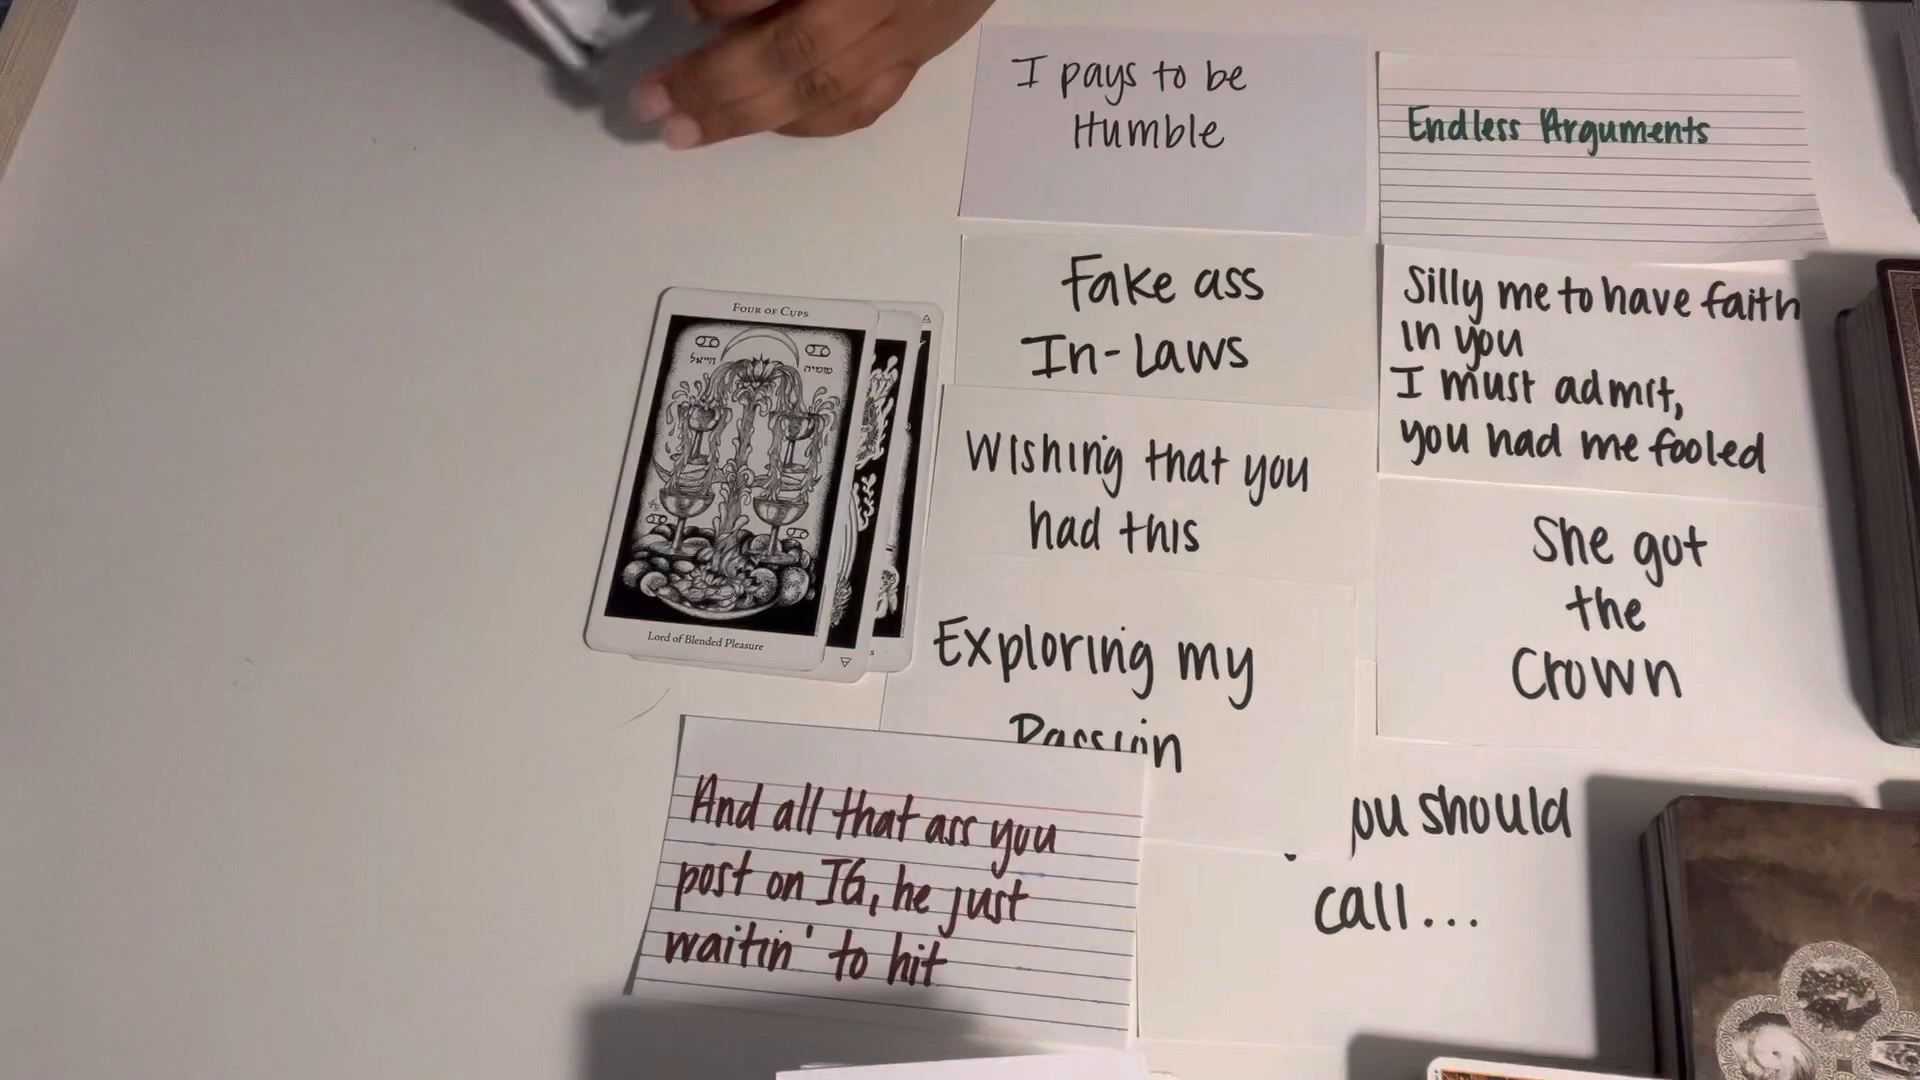 I pays to be
Humble
Endless Arguments
Fake ass
In-Laws
Silly me to have faith
in you
I must admit,
you had me fooled
FOUR OF CUPS
Lord of Blended Pleasure
Wishing that you
had this
She got
the
Crown
Exploring my
Passion
And all that ass you
post on IG, he just
waitin' to hit
ou should
call...